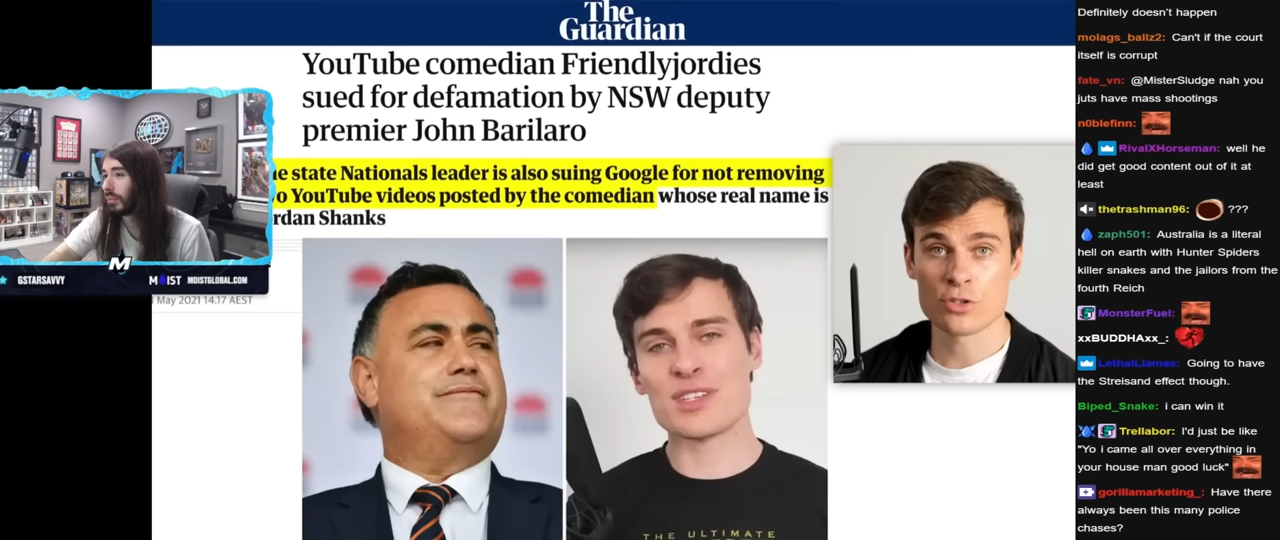 The
Guardian
YouTube comedian Friendlyjordies
sued for defamation by NSW deputy
premier John Barilaro
e state Nationals leader is also suing Google for not removing
o YouTube videos posted by the comedian whose real name is
rdan Shanks
May 2021 14.17 AEST
GSTARSAVVY
M IST
MOISTGLOBAL.COM
M
THE ULTIMATE
Definitely doesn't happen
molags_ballz2: Can't if the court
itself is corrupt
fate_vn: @MisterSludge nah you
juts have mass shootings
n0blefinn:
RivalXHorseman: well he
did get good content out of it at
least
thetrashman96: ???
zaph501: Australia is a literal
hell on earth with Hunter Spiders
killer snakes and the jailors from the
fourth Reich
MonsterFuel:
xxBUDDHAxx_:
LethalLlamas: Going to have
the Streisand effect though.
Biped_Snake: i can win it
Trellabor: I'd just be like
"Yo i came all over everything in
your house man good luck"
gorillamarketing_: Have there
always been this many police
chases?